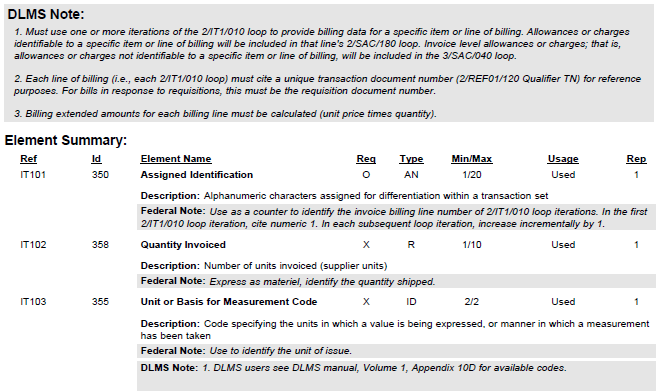 DLMS Note:
1. Must use one or more iterations of the 2/IT1/010 loop to provide billing data for a specific item or line of billing. Allowances or charges
identifiable to a specific item or line of billing will be included in that line's 2/SAC/180 loop. Invoice level allowances or charges; that is,
allowances or charges not identifiable to a specific item or line of billing, will be included in the 3/SAC/040 loop.
2. Each line of billing (i.e., each 2/IT1/010 loop) must cite a unique transaction document number (2/REF01/120 Qualifier TN) for reference
purposes. For bills in response to requisitions, this must be the requisition document number.
3. Billing extended amounts for each billing line must be calculated (unit price times quantity).
Element Summary:
Ref Id Element Name Req Type Min/Max Usage Rep
IT101 350 Assigned Identification O AN 1/20 Used 1
Description: Alphanumeric characters assigned for differentiation within a transaction set
Federal Note: Use as a counter to identify the invoice billing line number of 2/IT1/010 loop iterations. In the first
2/IT1/010 loop iteration, cite numeric 1. In each subsequent loop iteration, increase incrementally by 1.
IT102 358 Quantity Invoiced X R 1/10 Used 1
Description: Number of units invoiced (supplier units)
Federal Note: Express as materiel, identify the quantity shipped.
IT103 355 Unit or Basis for Measurement Code X ID 2/2 Used 1
Description: Code specifying the units in which a value is being expressed, or manner in which a measurement
has been taken
Federal Note: Use to identify the unit of issue.
DLMS Note: 1. DLMS users see DLMS manual, Volume 1, Appendix 10D for available codes.